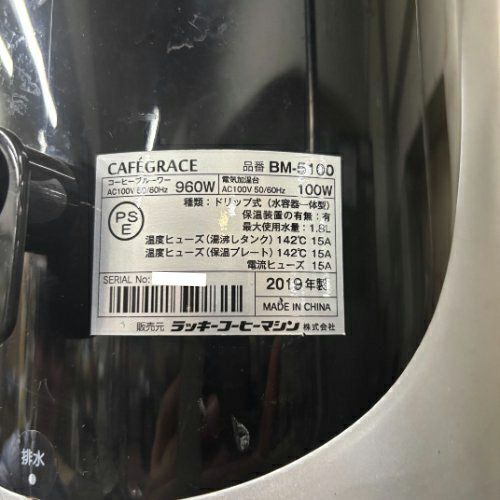 CAFÉGRACE 品番 BM-5100
コーヒーブルーワー AC100V 50/60Hz 960W 電気加温台 AC100V 50/60Hz 100W
種類：ドリップ式（水容器一体型）
保温装置の有無：有
最大使用水量：1.8L
PS E
温度ヒューズ（湯沸しタンク）142℃ 15A
温度ヒューズ（保温プレート）142℃ 15A
電流ヒューズ 15A
SERIAL No:
2019年製
MADE IN CHINA
販売元 ラッキーコーヒーマシン 株式会社
排水